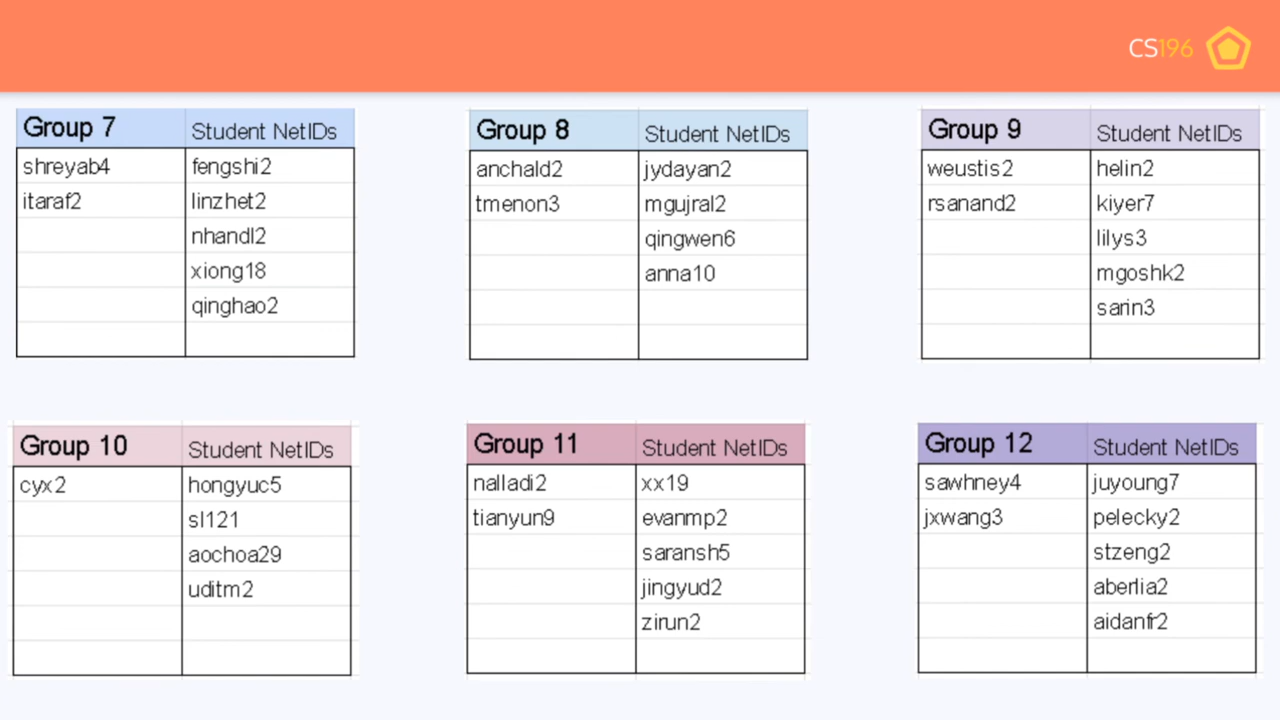 CS196
Group 7 Student NetIDs
shreyab4 fengshi2
itaraf2 linzhet2
nhandl2
xiong18
qinghao2
Group 8 Student NetIDs
anchald2 jydayan2
tmenon3 mgujral2
qingwen6
anna10
Group 9 Student NetIDs
weustis2 helin2
rsanand2 kiyer7
lilys3
mgoshk2
sarin3
Group 10 Student NetIDs
cyx2 hongyuc5
sl121
aochoa29
uditm2
Group 11 Student NetIDs
nalladi2 xx19
tianyun9 evanmp2
saransh5
jingyud2
zirun2
Group 12 Student NetIDs
sawhney4 juyoung7
jxwang3 pelecky2
stzeng2
aberlia2
aidanfr2